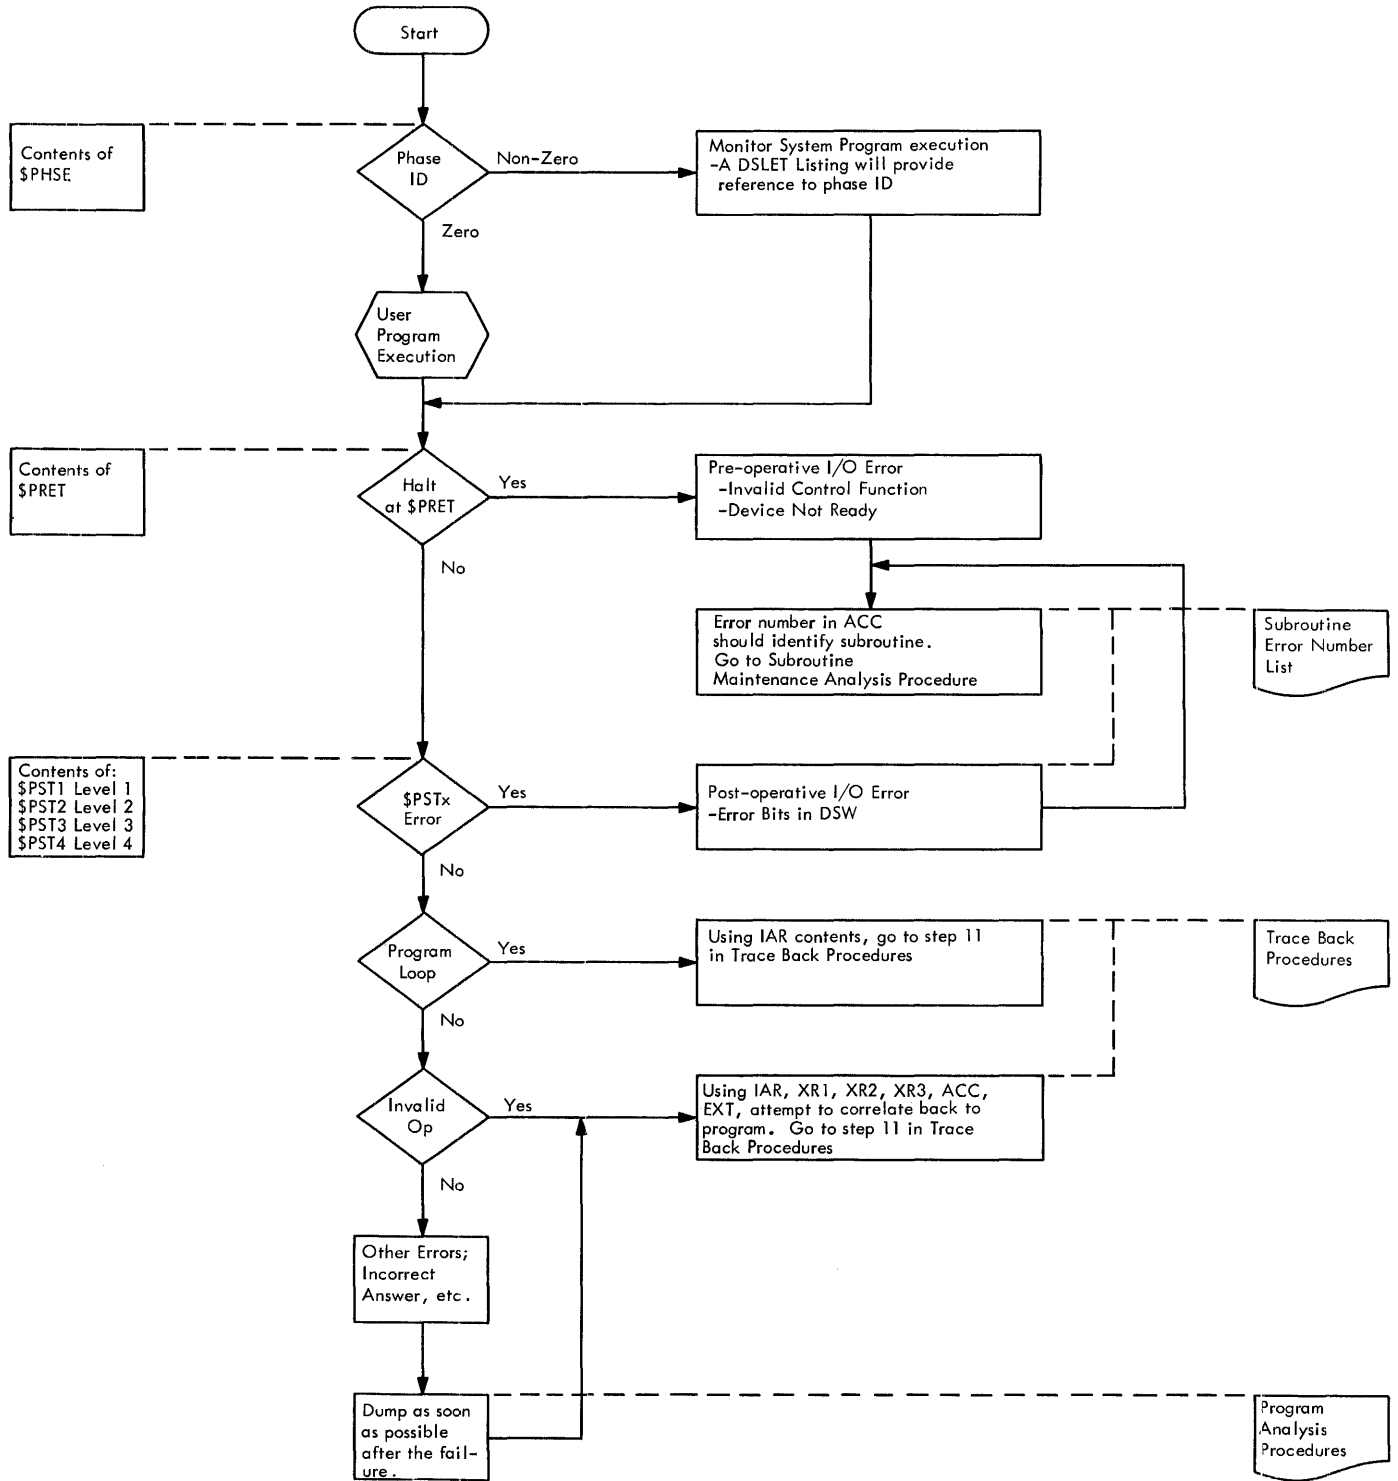 Start
Contents of
$PHSE
Phase
ID
Non-Zero
Monitor System Program execution
-A DSLET Listing will provide
reference to phase ID
Zero
User
Program
Execution
Contents of
$PRET
Halt
at $PRET
Yes
Pre-operative I/O Error
-Invalid Control Function
-Device Not Ready
No
Error number in ACC
should identify subroutine.
Go to Subroutine
Maintenance Analysis Procedure
Subroutine
Error Number
List
Contents of:
$PST1 Level 1
$PST2 Level 2
$PST3 Level 3
$PST4 Level 4
$PSTx
Error
Yes
Post-operative I/O Error
-Error Bits in DSW
No
Program
Loop
Yes
Using IAR contents, go to step 11
in Trace Back Procedures
Trace Back
Procedures
No
Invalid
Op
Yes
Using IAR, XR1, XR2, XR3, ACC,
EXT, attempt to correlate back to
program. Go to step 11 in Trace
Back Procedures
No
Other Errors;
Incorrect
Answer, etc.
Dump as soon
as possible
after the fail-
ure.
Program
Analysis
Procedures